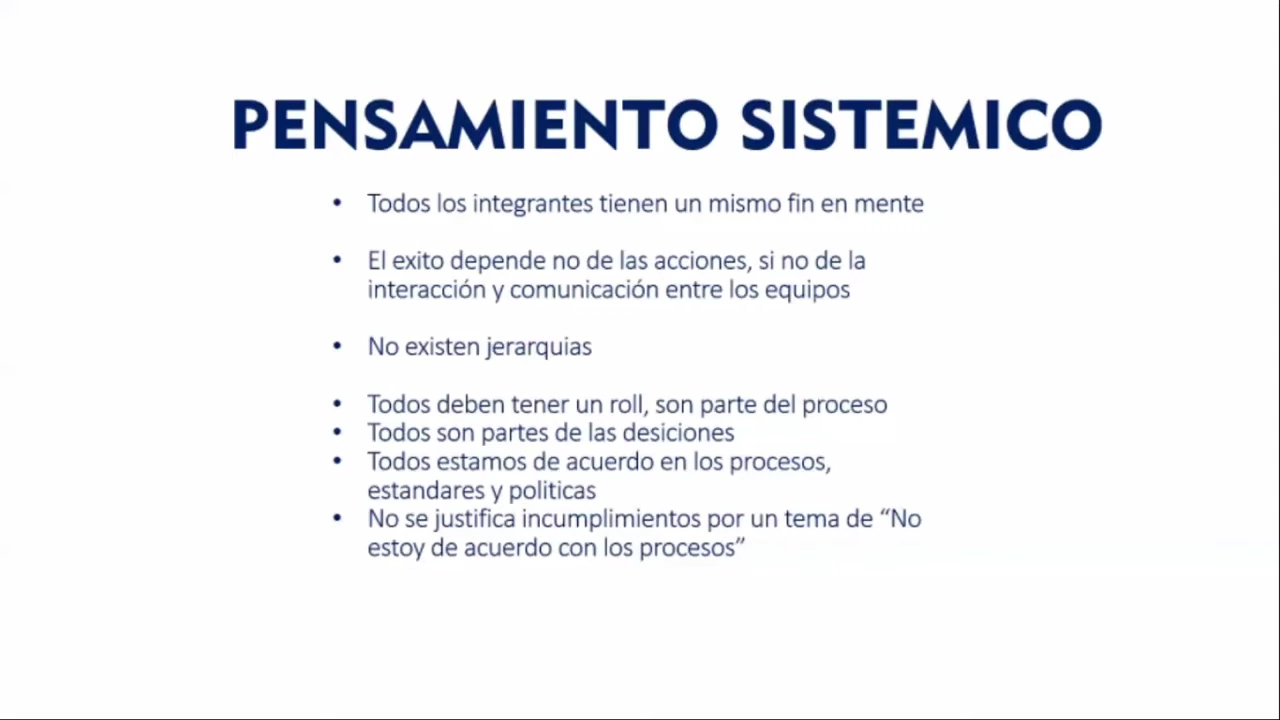 PENSAMIENTO SISTEMICO
• Todos los integrantes tienen un mismo fin en mente
• El exito depende no de las acciones, si no de la
interacción y comunicación entre los equipos
• No existen jerarquias
• Todos deben tener un roll, son parte del proceso
• Todos son partes de las desiciones
• Todos estamos de acuerdo en los procesos,
estandares y politicas
• No se justifica incumplimientos por un tema de “No
estoy de acuerdo con los procesos”